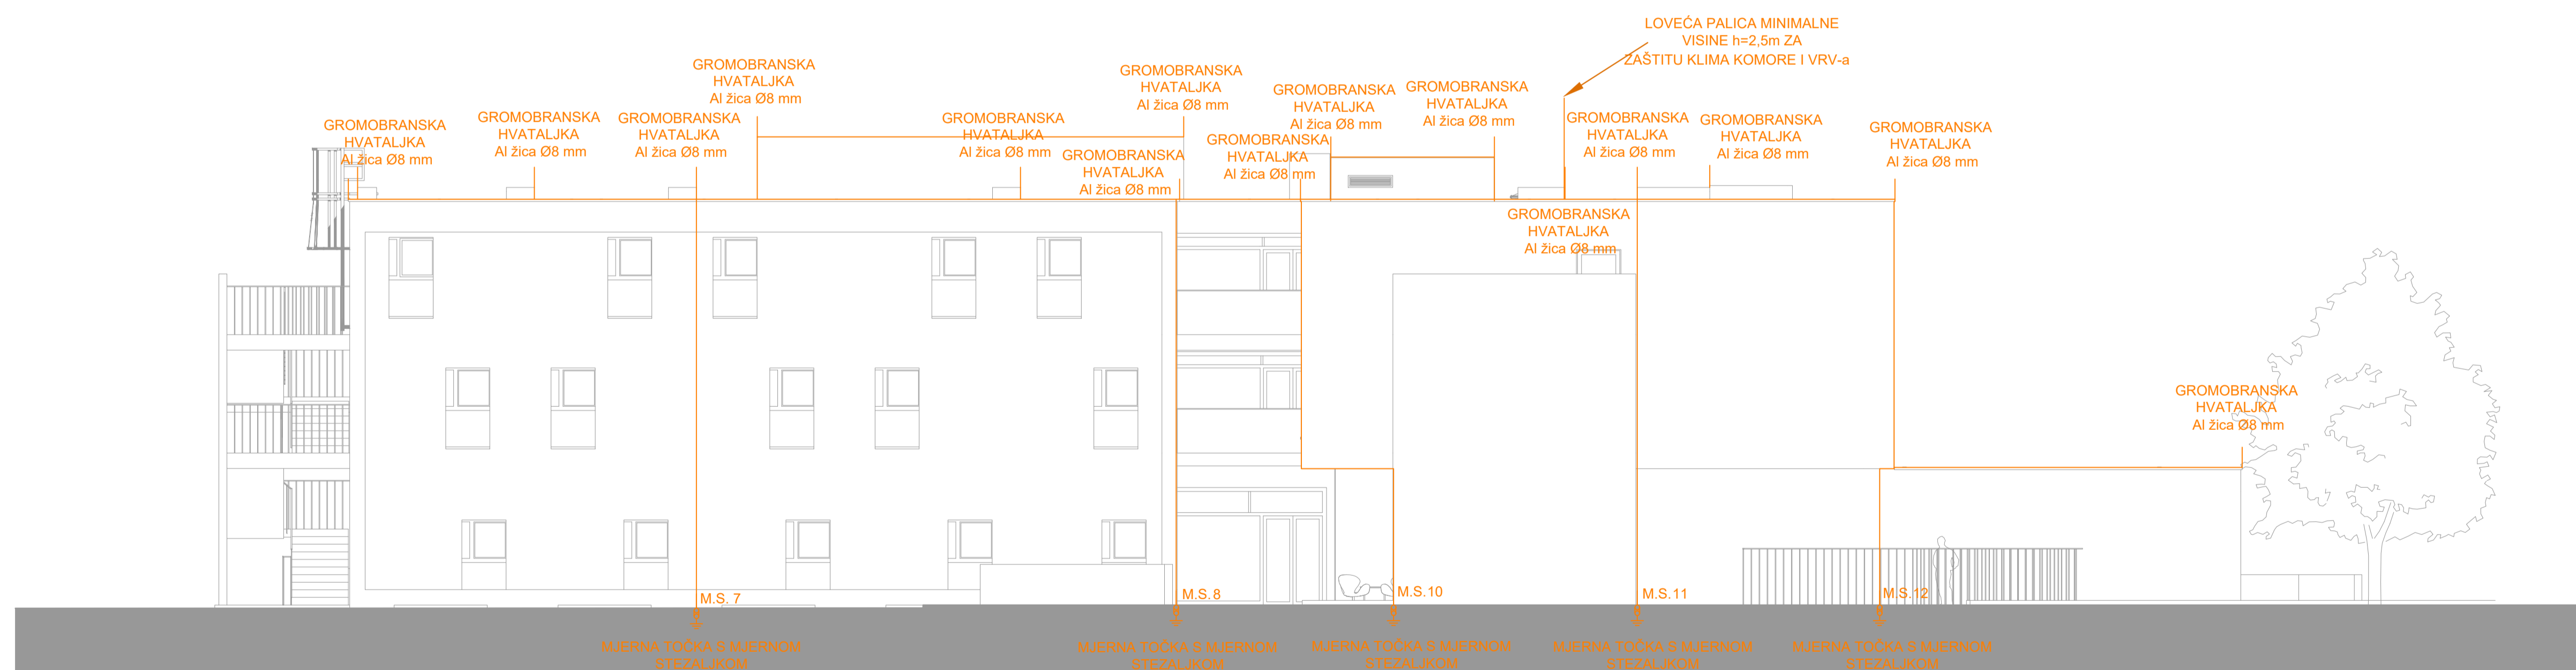 LOVEĆA PALICA MINIMALNE
VISINE h=2,5m ZA
ZAŠTITU KLIMA KOMORE I VRV-a
GROMOBRANSKA
HVATALJKA
Al žica Ø8 mm
GROMOBRANSKA
HVATALJKA
Al žica Ø8 mm
GROMOBRANSKA
HVATALJKA
Al žica Ø8 mm
GROMOBRANSKA
HVATALJKA
Al žica Ø8 mm
GROMOBRANSKA
HVATALJKA
Al žica Ø8 mm
GROMOBRANSKA
HVATALJKA
Al žica Ø8 mm
GROMOBRANSKA
HVATALJKA
Al žica Ø8 mm
GROMOBRANSKA
HVATALJKA
Al žica Ø8 mm
GROMOBRANSKA
HVATALJKA
Al žica Ø8 mm
GROMOBRANSKA
HVATALJKA
Al žica Ø8 mm
GROMOBRANSKA
HVATALJKA
Al žica Ø8 mm
GROMOBRANSKA
HVATALJKA
Al žica Ø8 mm
GROMOBRANSKA
HVATALJKA
Al žica Ø8 mm
GROMOBRANSKA
HVATALJKA
Al žica Ø8 mm
GROMOBRANSKA
HVATALJKA
Al žica Ø8 mm
M.S. 7
M.S. 8
M.S.10
M.S.11
M.S.12
MJERNA TOČKA S MJERNOM
STEZALJKOM
MJERNA TOČKA S MJERNOM
STEZALJKOM
MJERNA TOČKA S MJERNOM
STEZALJKOM
MJERNA TOČKA S MJERNOM
STEZALJKOM
MJERNA TOČKA S MJERNOM
STEZALJKOM